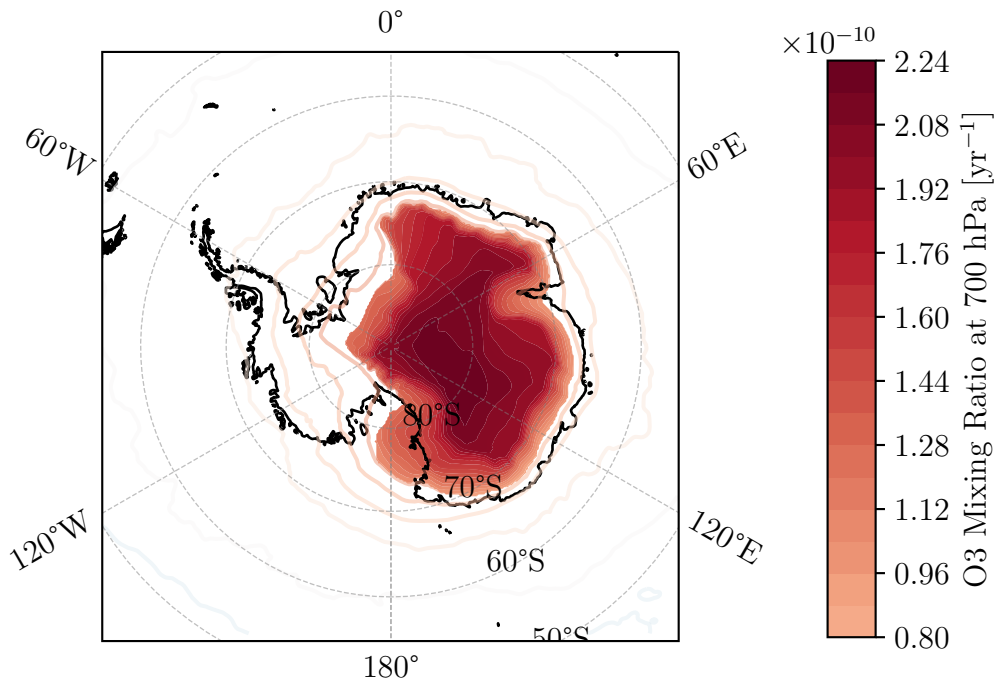 0°
×10⁻¹⁰
60°W
60°E
80°S
70°S
60°S
50°S
120°W
120°E
180°
2.24
2.08
1.92
1.76
1.60
1.44
1.28
1.12
0.96
0.80
O3 Mixing Ratio at 700 hPa [yr⁻¹]